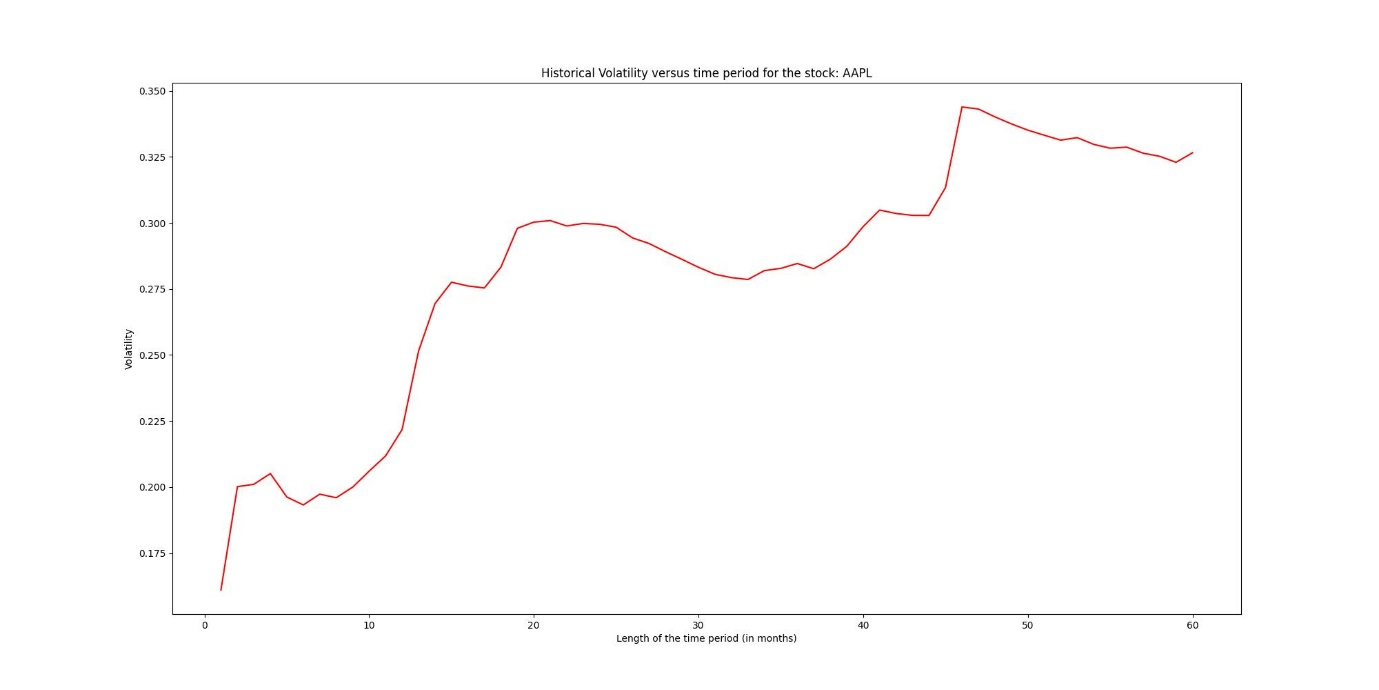 Historical Volatility versus time period for the stock: AAPL
0.350
0.325
0.300
0.275
0.250
0.225
0.200
0.175
Volatility
0 10 20 30 40 50 60
Length of the time period (in months)